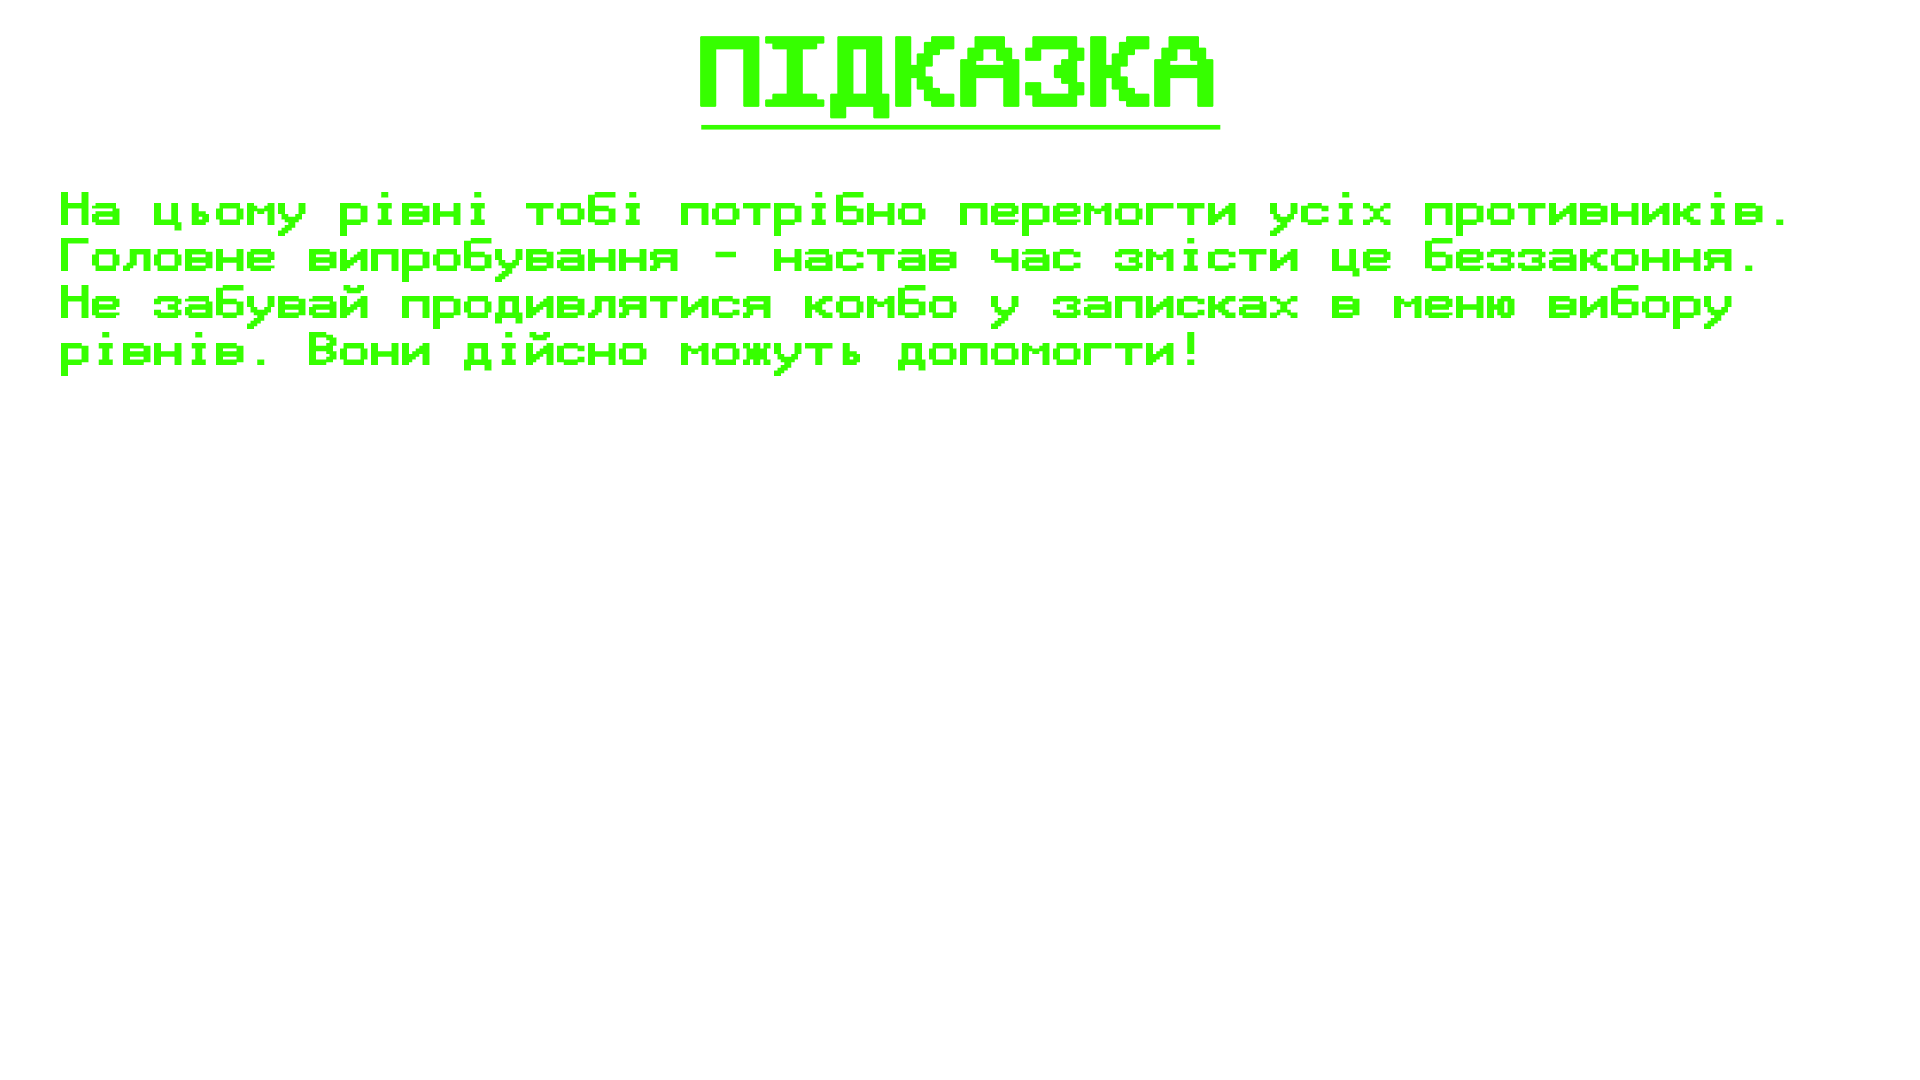 ПІДКАЗКА
На цьому рівні тобі потрібно перемогти усіх противників.
Головне випробування - настав час змісти це беззаконня.
Не забувай продивлятися комбо у записках в меню вибору
рівнів. Вони дійсно можуть допомогти!